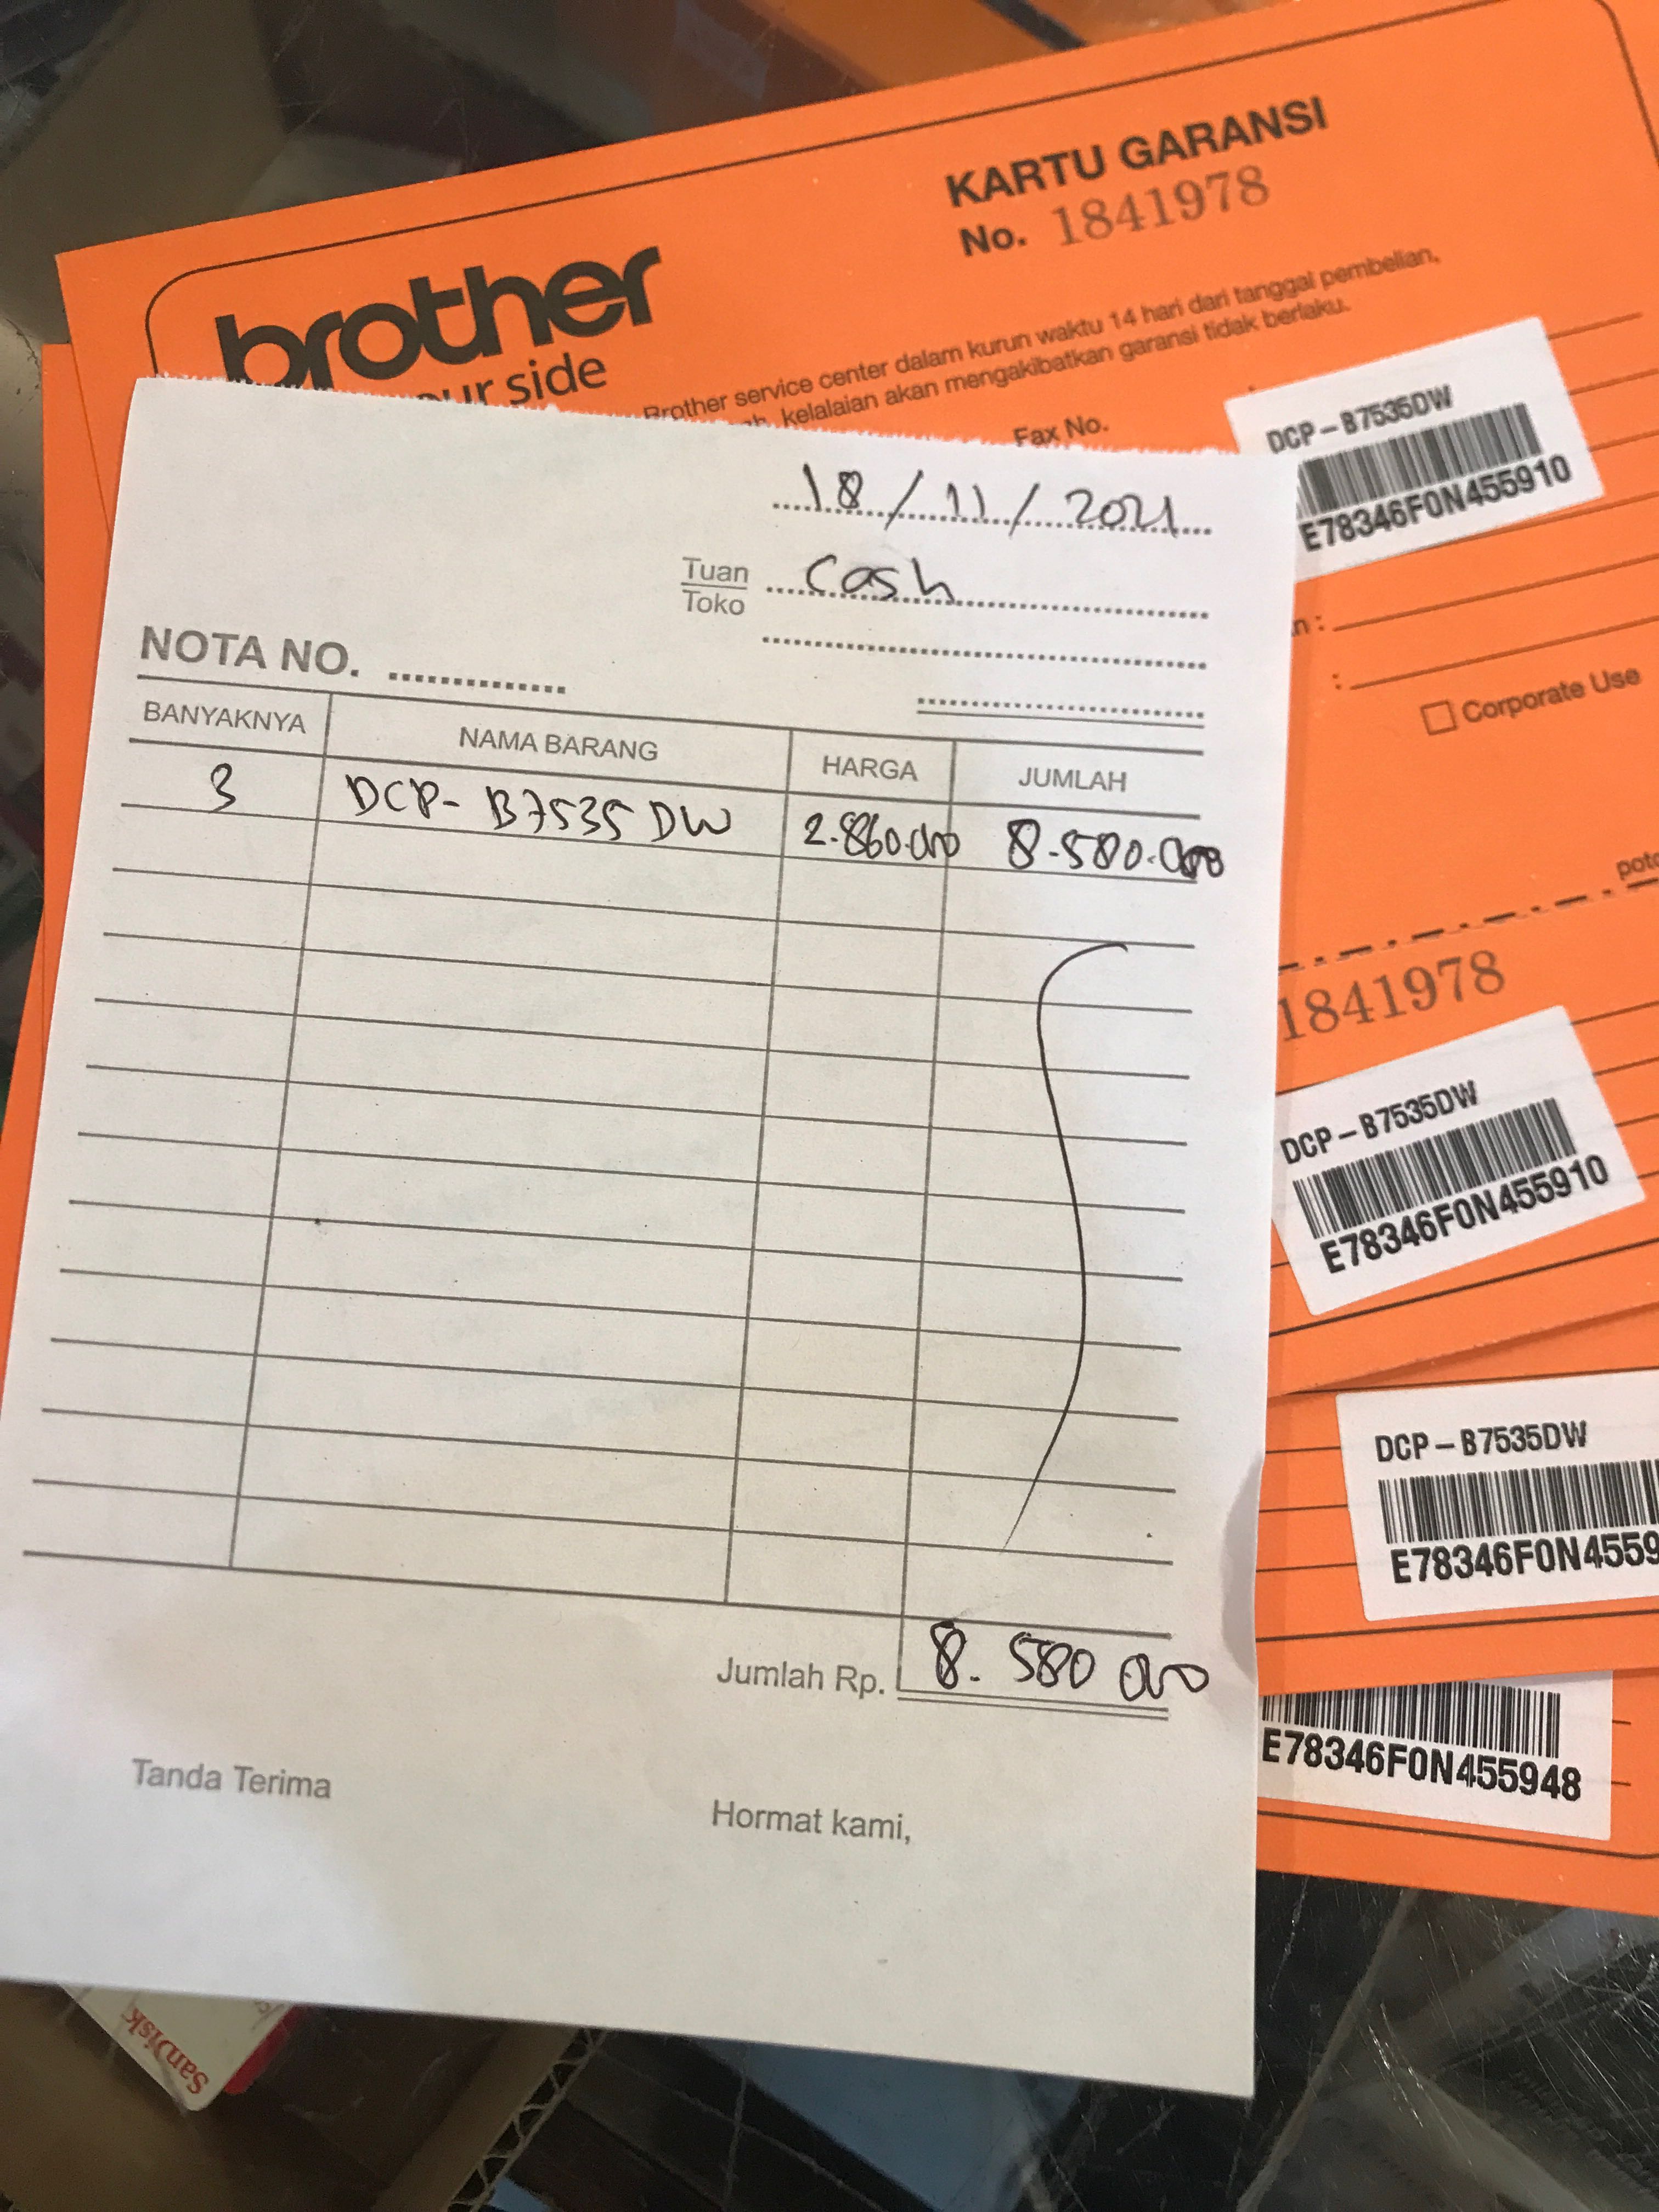 KARTU GARANSI
No. 1841978
brother
side
Brother service center dalam kurun waktu 14 hari dari tanggal pembelian,
kelalaian akan mengakibatkan garansi tidak berlaku.
Fax No.
DCP-B7535DW
E78346F0N455910
Corporate Use
1841978
DCP-B7535DW
E78346F0N455910
DCP-B7535DW
E78346F0N4559
E78346F0N455948
18/11/2021
Tuan Cash
Toko
NOTA NO.
BANYAKNYA NAMA BARANG HARGA JUMLAH
3 DCP-B7535DW 2.860.000 8.580.000
Jumlah Rp. 8.580 000
Tanda Terima
Hormat kami,
SanDisk